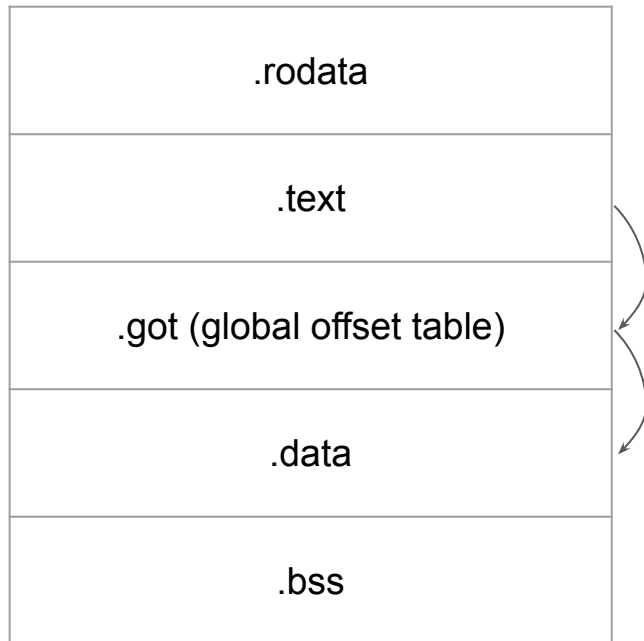 .rodata
.text
.got (global offset table)
.data
.bss